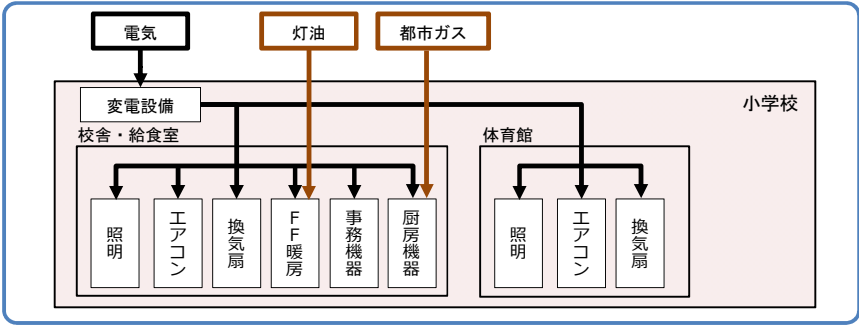 電気
灯油
都市ガス
小学校
変電設備
校舎・給食室
体育館
照明
エアコン
換気扇
FF暖房
事務機器
厨房機器
照明
エアコン
換気扇